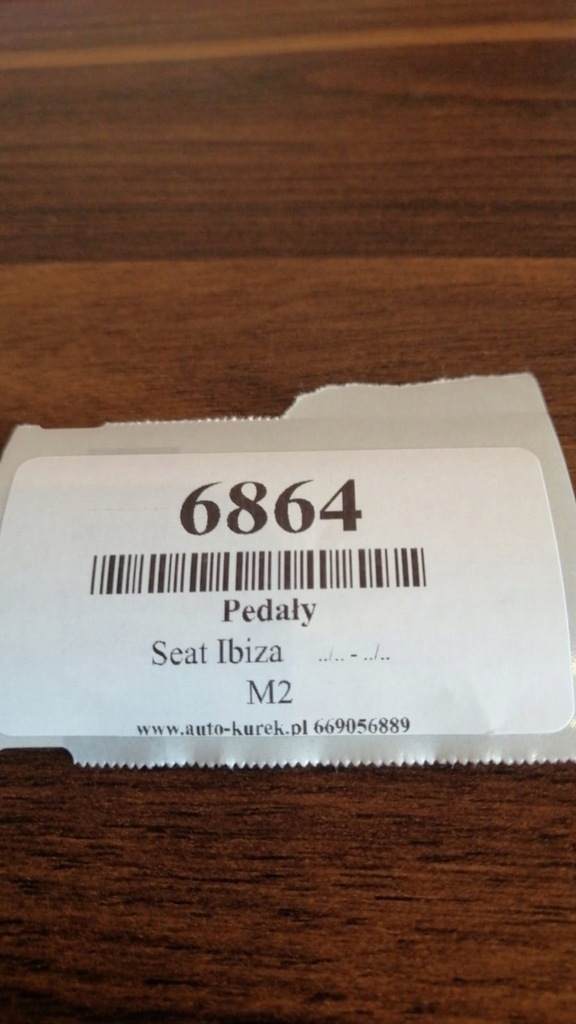 6864
Pedały
Seat Ibiza ../.. - ../..
M2
www.auto-kurek.pl 669056889